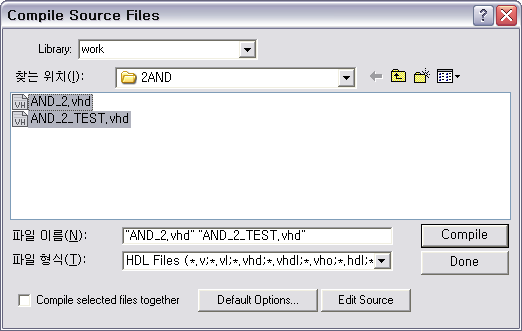 Compile Source Files
Library: work
찾는 위치(I): 2AND
AND_2.vhd
AND_2_TEST.vhd
파일 이름(N): "AND_2.vhd" "AND_2_TEST.vhd"
Compile
파일 형식(T): HDL Files (*.v;*.vl;*.vhd;*.vhdl;*.vho;*.hdl;*
Done
Compile selected files together
Default Options...
Edit Source